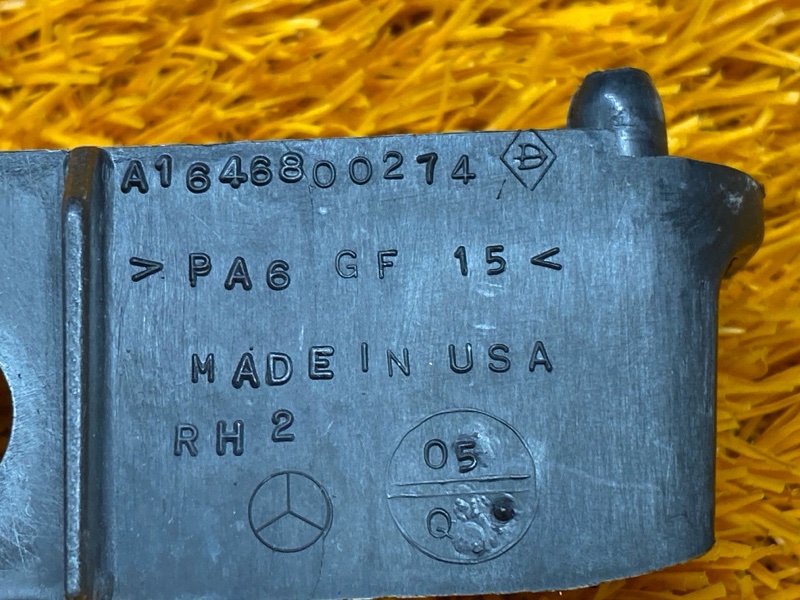 A1646800274 D
> PA6 GF 15 <
MADE IN USA
RH 2
05
Q